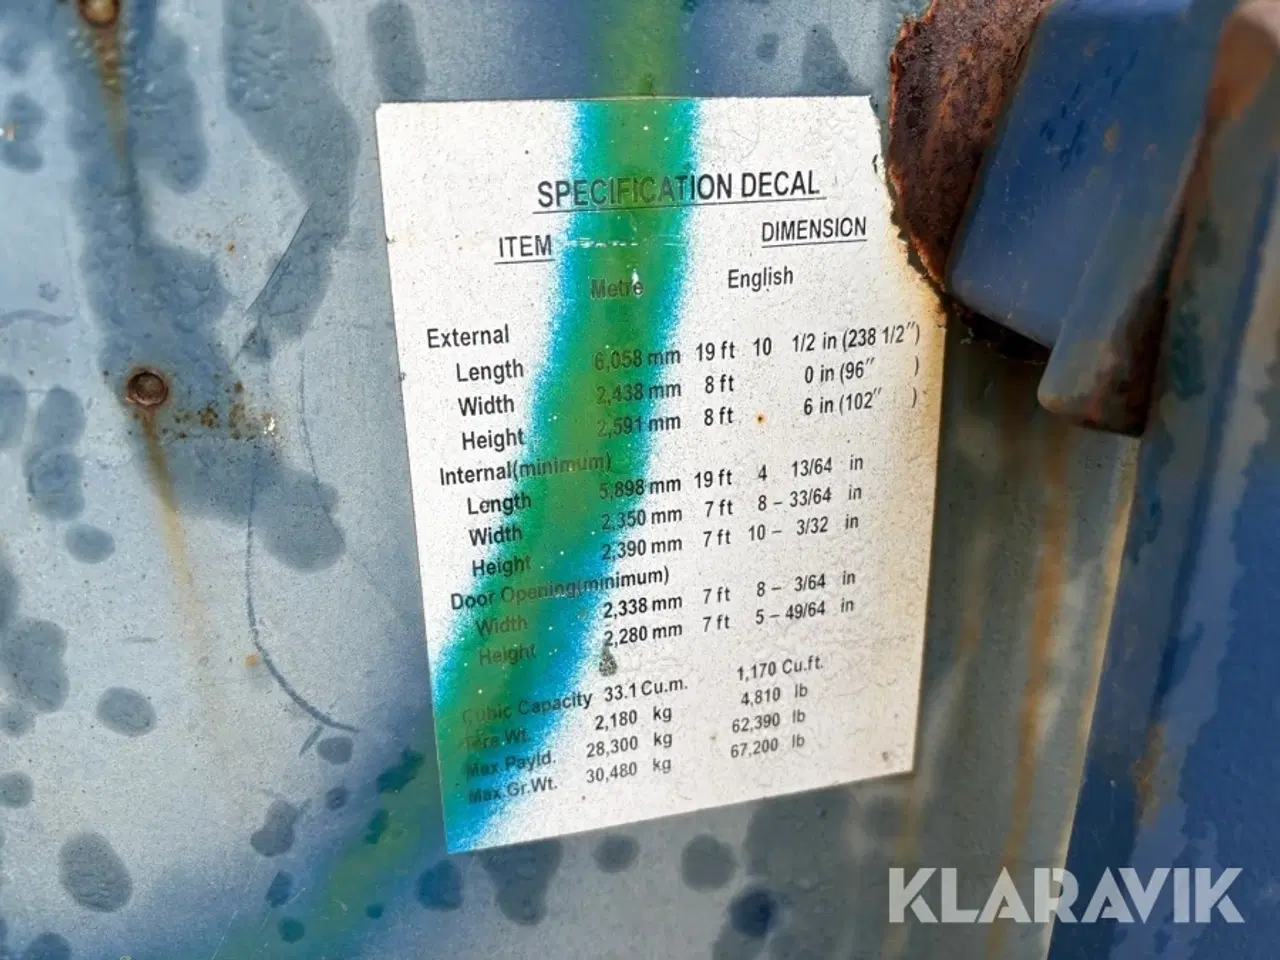 SPECIFICATION DECAL
ITEM DIMENSION
Metre English
External
Length 6,058 mm 19 ft 10 1/2 in (238 1/2")
Width 2,438 mm 8 ft 0 in (96" )
Height 2,591 mm 8 ft 6 in (102" )
Internal(minimum)
Length 5,898 mm 19 ft 4 13/64 in
Width 2,350 mm 7 ft 8 - 33/64 in
Height 2,390 mm 7 ft 10 - 3/32 in
Door Opening(minimum)
Width 2,338 mm 7 ft 8 - 3/64 in
Height 2,280 mm 7 ft 5 - 49/64 in
Cubic Capacity 33.1 Cu.m. 1,170 Cu.ft.
Tare Wt. 2,180 kg 4,810 lb
Max.Payld. 28,300 kg 62,390 lb
Max.Gr.Wt. 30,480 kg 67,200 lb
KLARAVIK